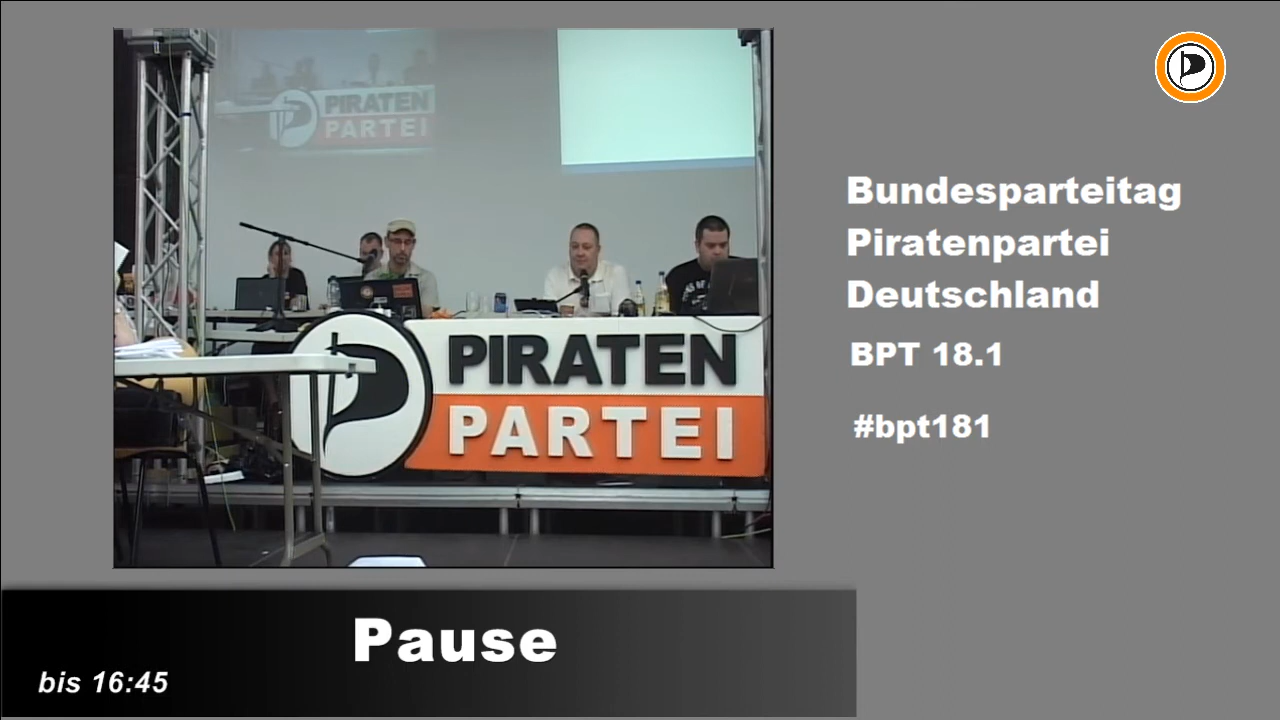 PIRATEN
PARTEI
PIRATEN
PARTEI
Bundesparteitag
Piratenpartei
Deutschland
BPT 18.1
#bpt181
Pause
bis 16:45